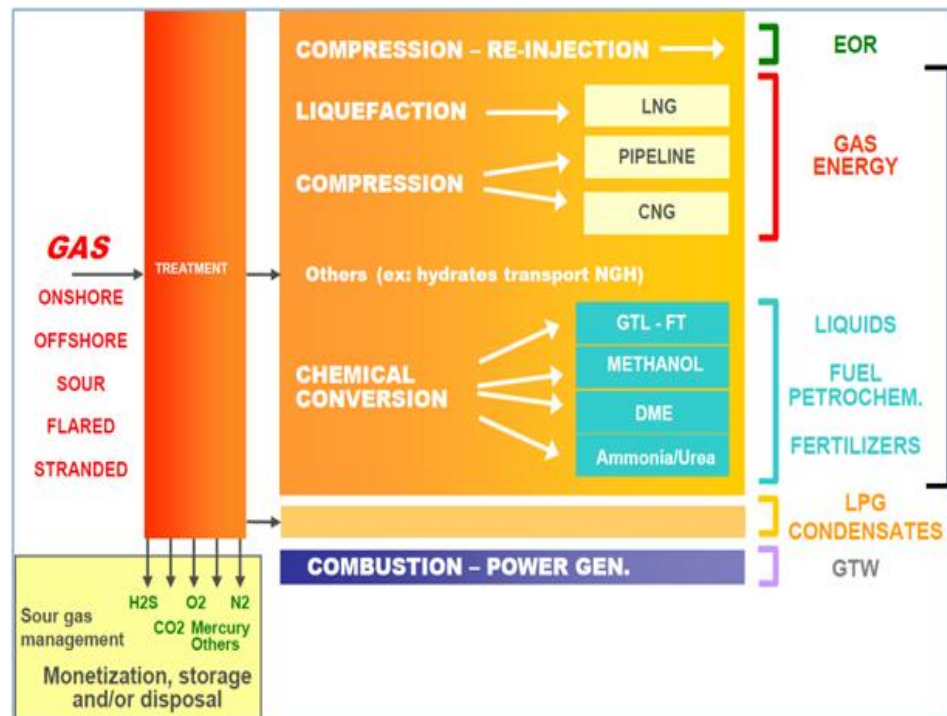 COMPRESSION – RE-INJECTION
EOR
LIQUEFACTION
LNG
COMPRESSION
PIPELINE
CNG
GAS
ENERGY
GAS
TREATMENT
ONSHORE
OFFSHORE
SOUR
FLARED
STRANDED
Others (ex: hydrates transport NGH)
CHEMICAL
CONVERSION
GTL - FT
METHANOL
DME
Ammonia/Urea
LIQUIDS
FUEL
PETROCHEM.
FERTILIZERS
LPG
CONDENSATES
COMBUSTION – POWER GEN.
GTW
H2S O2 N2
CO2 Mercury
Others
Sour gas
management
Monetization, storage
and/or disposal